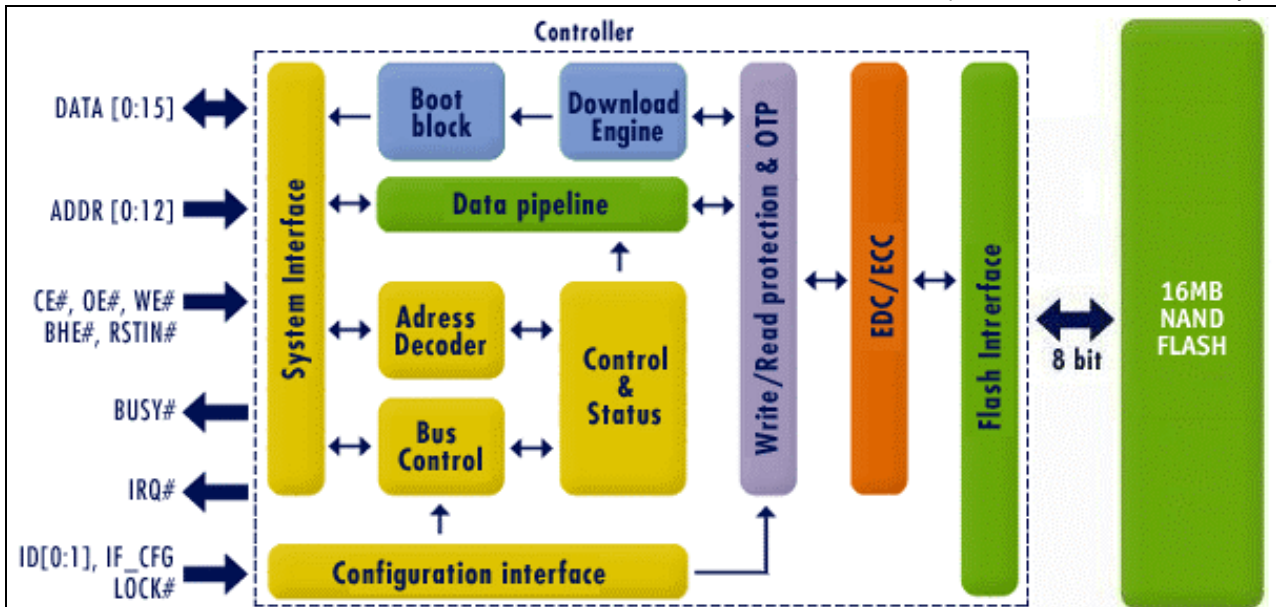 Controller
DATA [0:15]
ADDR [0:12]
CE#, OE#, WE#
BHE#, RSTIN#
BUSY#
IRQ#
ID[0:1], IF_CFG
LOCK#
System Interface
Boot
block
Download
Engine
Data pipeline
Adress
Decoder
Control
&
Status
Bus
Control
Configuration interface
Write/Read protection & OTP
EDC/ECC
Flash Intrerface
8 bit
16MB
NAND
FLASH